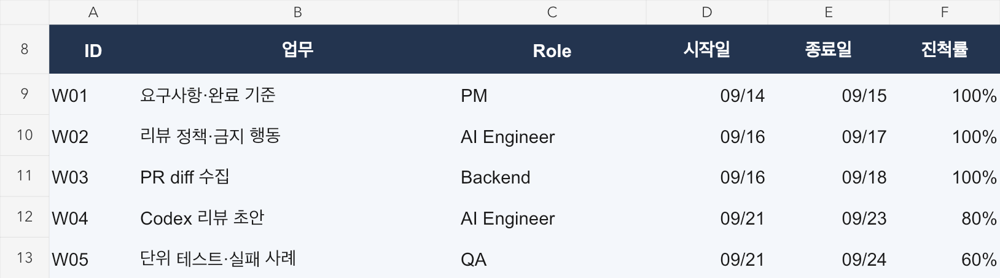 A B C D E F
8 ID 업무 Role 시작일 종료일 진척률
9 W01 요구사항·완료 기준 PM 09/14 09/15 100%
10 W02 리뷰 정책·금지 행동 AI Engineer 09/16 09/17 100%
11 W03 PR diff 수집 Backend 09/16 09/18 100%
12 W04 Codex 리뷰 초안 AI Engineer 09/21 09/23 80%
13 W05 단위 테스트·실패 사례 QA 09/21 09/24 60%